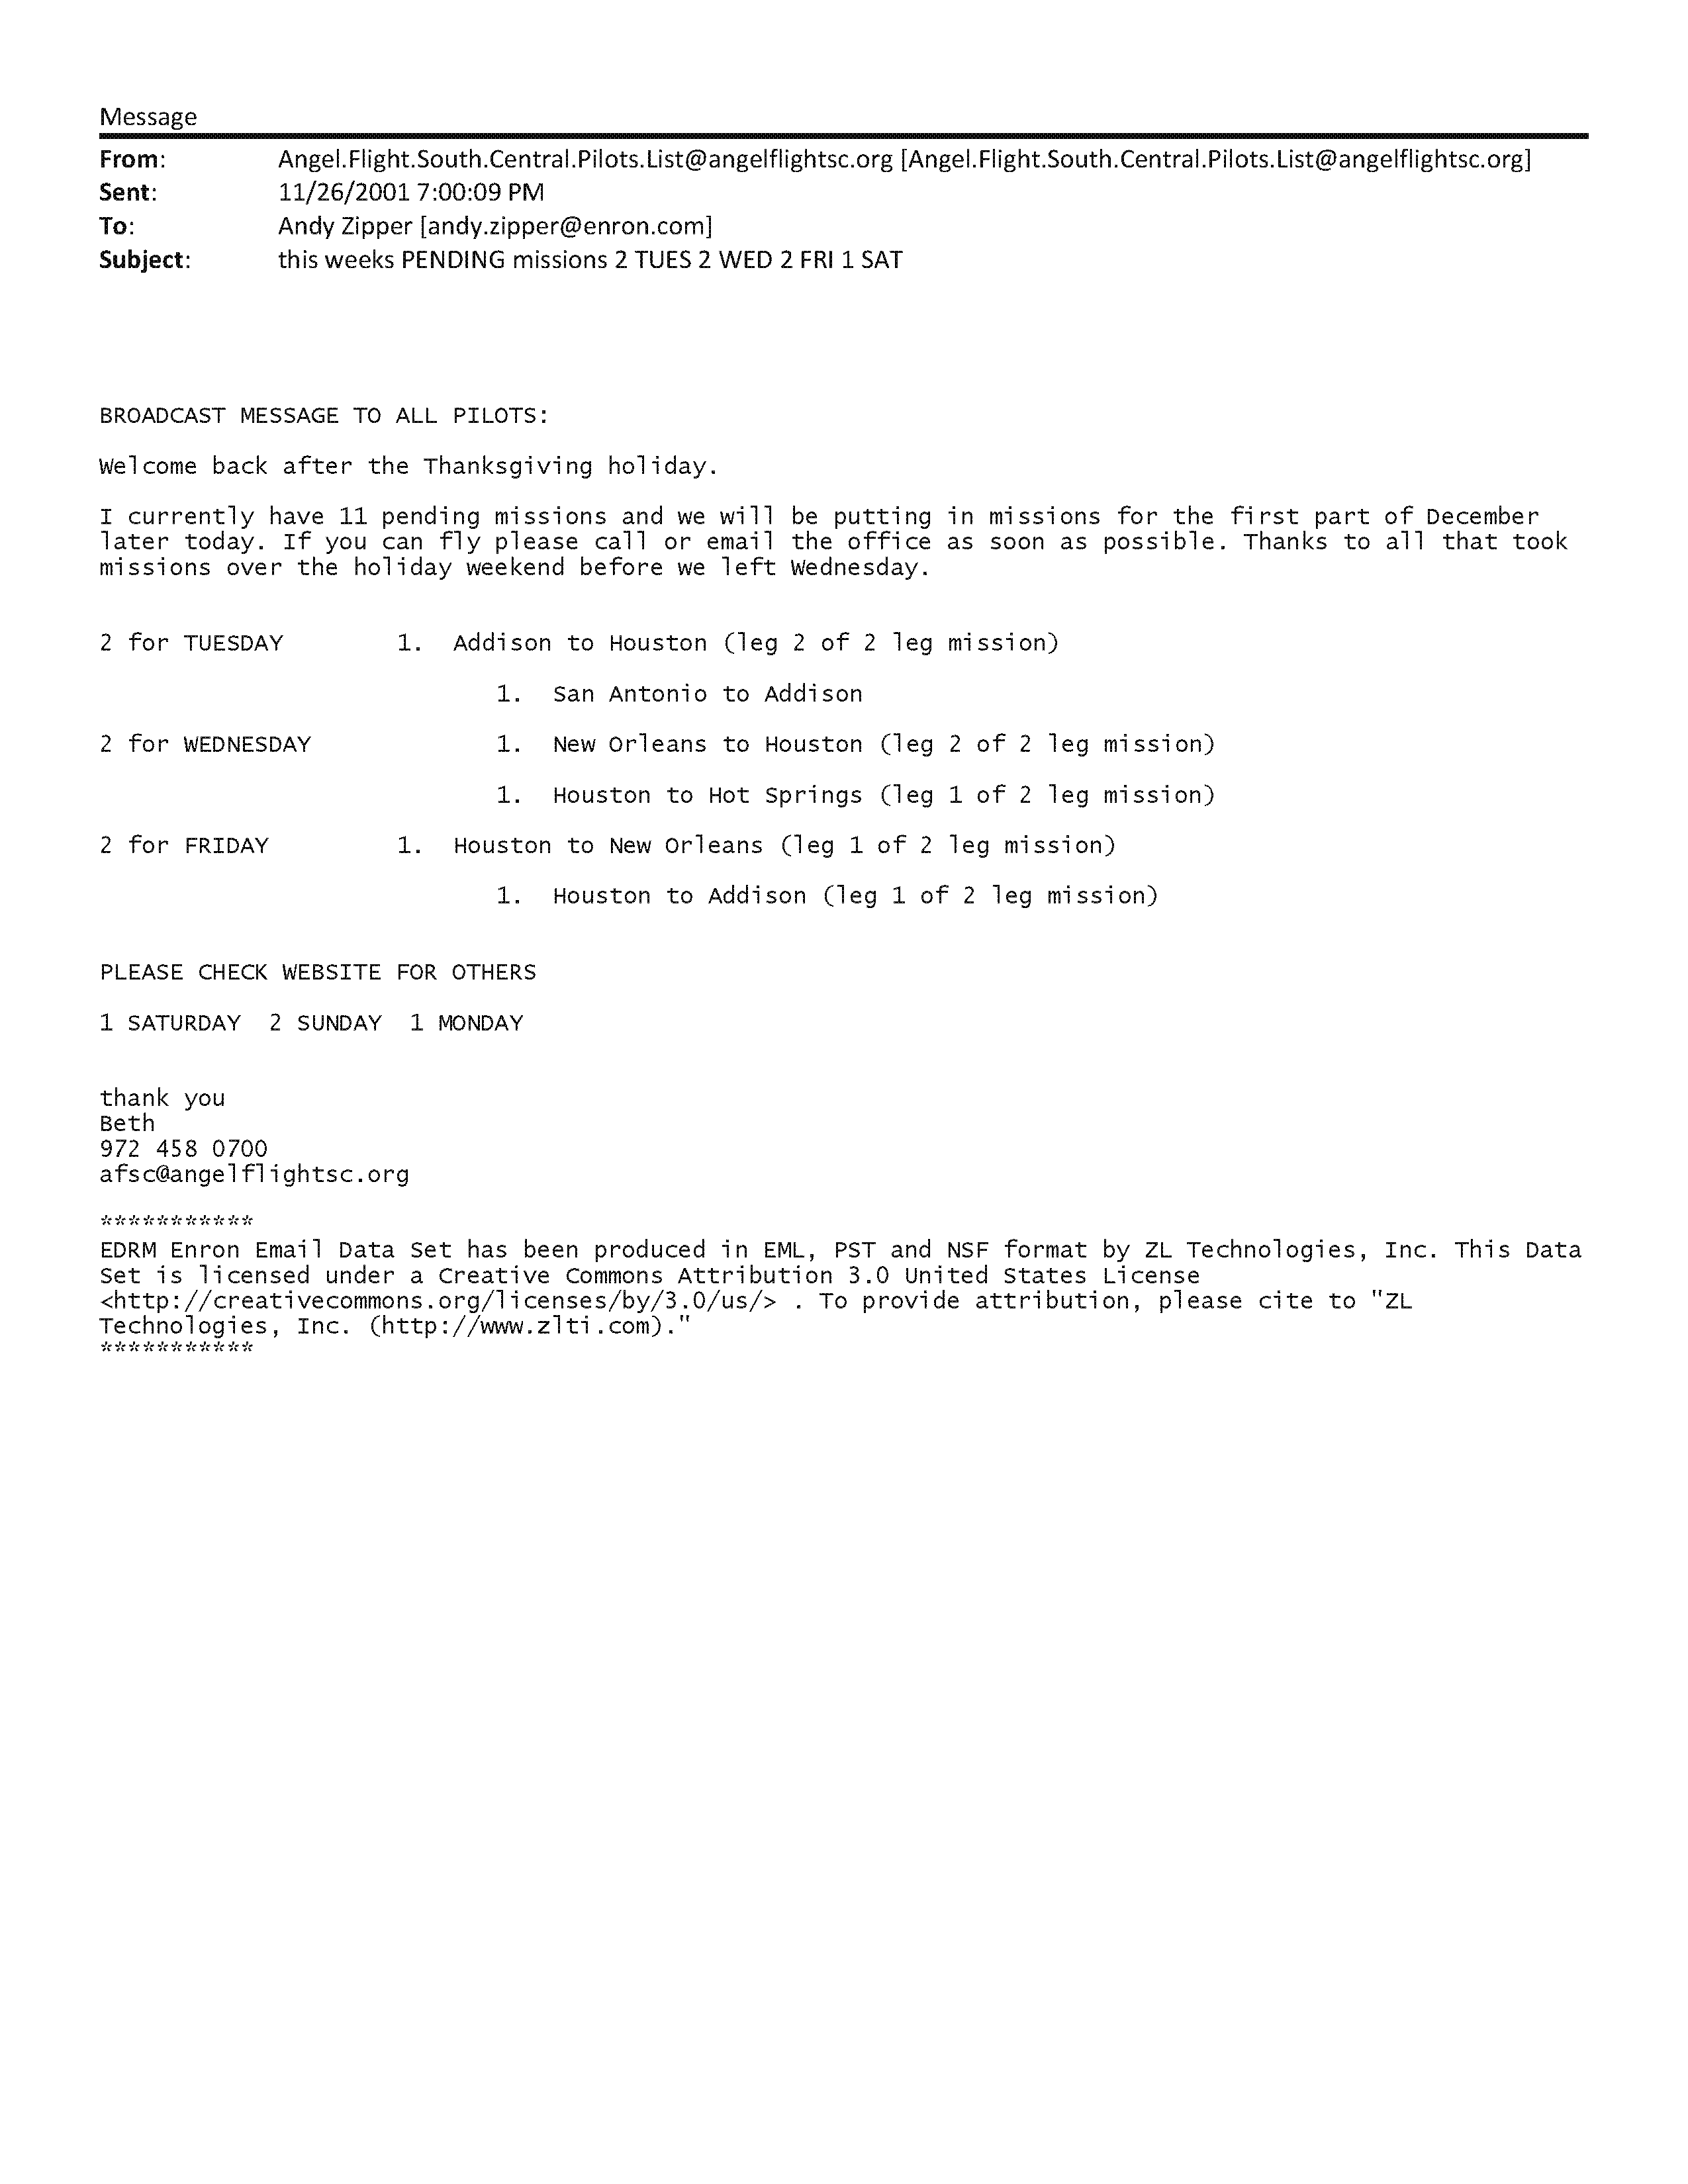 Message
From: Angel.Flight.South.Central.Pilots.List@angelflightsc.org [Angel.Flight.South.Central.Pilots.List@angelflightsc.org]
Sent: 11/26/2001 7:00:09 PM
To: Andy Zipper [andy.zipper@enron.com]
Subject: this weeks PENDING missions 2 TUES 2 WED 2 FRI 1 SAT
BROADCAST MESSAGE TO ALL PILOTS:
Welcome back after the Thanksgiving holiday.
I currently have 11 pending missions and we will be putting in missions for the first part of December
later today. If you can fly please call or email the office as soon as possible. Thanks to all that took
missions over the holiday weekend before we left Wednesday.
2 for TUESDAY 1. Addison to Houston (leg 2 of 2 leg mission)
1. San Antonio to Addison
2 for WEDNESDAY 1. New Orleans to Houston (leg 2 of 2 leg mission)
1. Houston to Hot Springs (leg 1 of 2 leg mission)
2 for FRIDAY 1. Houston to New Orleans (leg 1 of 2 leg mission)
1. Houston to Addison (leg 1 of 2 leg mission)
PLEASE CHECK WEBSITE FOR OTHERS
1 SATURDAY 2 SUNDAY 1 MONDAY
thank you
Beth
972 458 0700
afsc@angelflightsc.org
***********
EDRM Enron Email Data Set has been produced in EML, PST and NSF format by ZL Technologies, Inc. This Data
Set is licensed under a Creative Commons Attribution 3.0 United States License
<http://creativecommons.org/licenses/by/3.0/us/> . To provide attribution, please cite to "ZL
Technologies, Inc. (http://www.zlti.com)."
***********